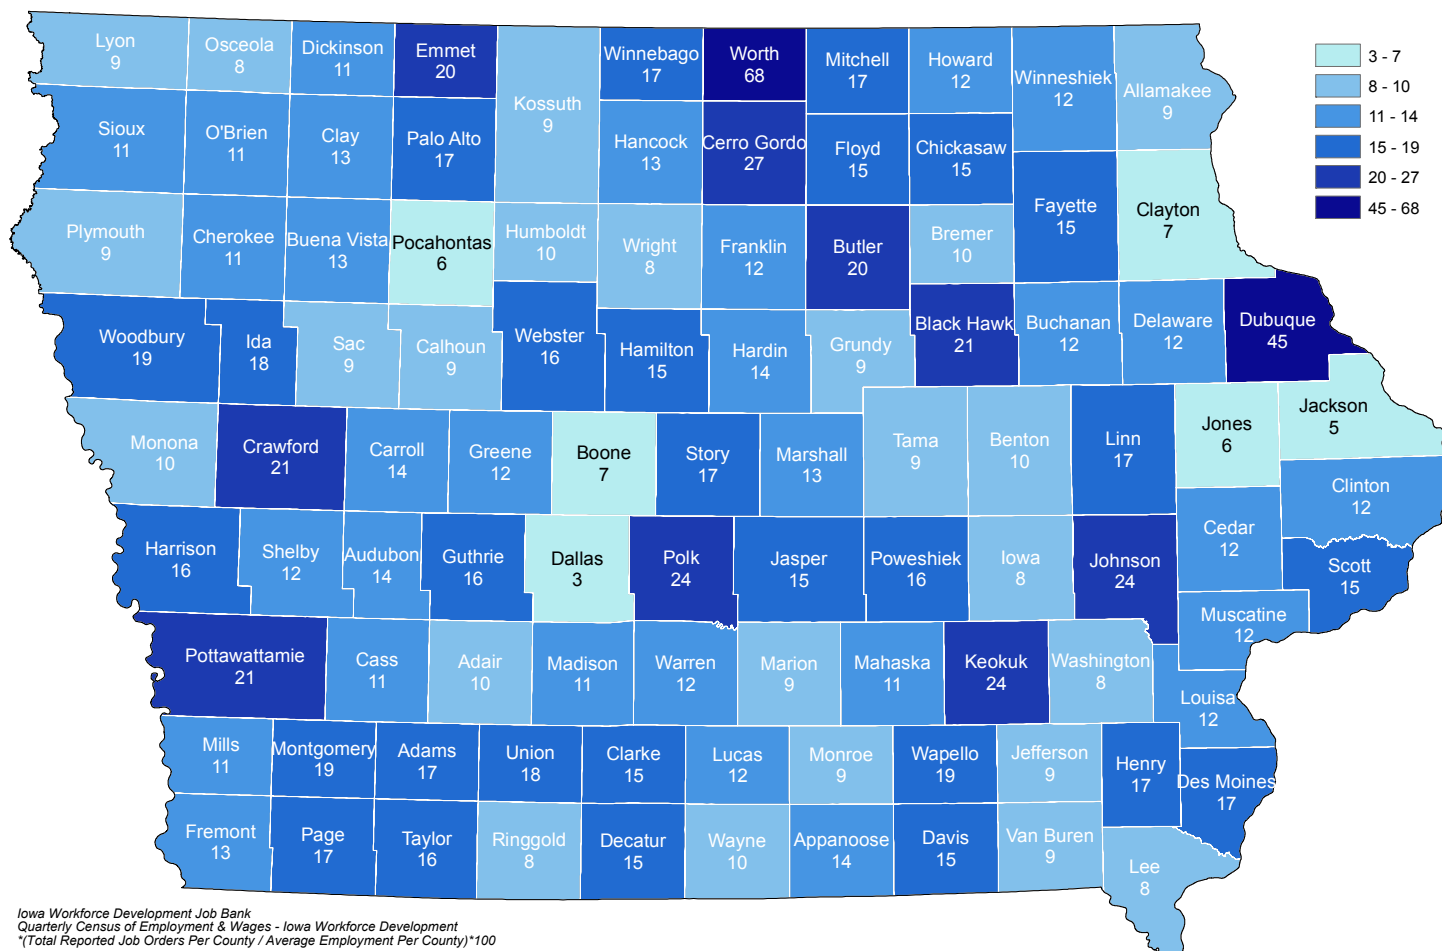 Lyon
9
Osceola
8
Dickinson
11
Emmet
20
Kossuth
9
Winnebago
17
Worth
68
Mitchell
17
Howard
12
Winneshiek
12
Allamakee
9
3 - 7
8 - 10
11 - 14
15 - 19
20 - 27
45 - 68
Sioux
11
O'Brien
11
Clay
13
Palo Alto
17
Hancock
13
Cerro Gordo
27
Floyd
15
Chickasaw
15
Fayette
15
Clayton
7
Plymouth
9
Cherokee
11
Buena Vista
13
Pocahontas
6
Humboldt
10
Wright
8
Franklin
12
Butler
20
Bremer
10
Woodbury
19
Ida
18
Sac
9
Calhoun
9
Webster
16
Hamilton
15
Hardin
14
Grundy
9
Black Hawk
21
Buchanan
12
Delaware
12
Dubuque
45
Monona
10
Crawford
21
Carroll
14
Greene
12
Boone
7
Story
17
Marshall
13
Tama
9
Benton
10
Linn
17
Jones
6
Jackson
5
Clinton
12
Harrison
16
Shelby
12
Audubon
14
Guthrie
16
Dallas
3
Polk
24
Jasper
15
Poweshiek
16
Iowa
8
Johnson
24
Cedar
12
Scott
15
Muscatine
12
Pottawattamie
21
Cass
11
Adair
10
Madison
11
Warren
12
Marion
9
Mahaska
11
Keokuk
24
Washington
8
Louisa
12
Mills
11
Montgomery
19
Adams
17
Union
18
Clarke
15
Lucas
12
Monroe
9
Wapello
19
Jefferson
9
Henry
17
Des Moines
17
Fremont
13
Page
17
Taylor
16
Ringgold
8
Decatur
15
Wayne
10
Appanoose
14
Davis
15
Van Buren
9
Lee
8
Iowa Workforce Development Job Bank
Quarterly Census of Employment & Wages - Iowa Workforce Development
*(Total Reported Job Orders Per County / Average Employment Per County)*100